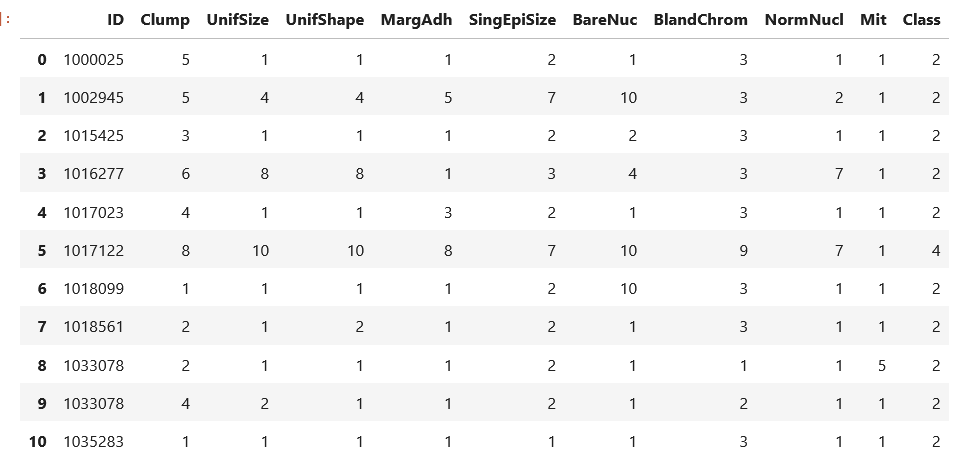 ]:
ID Clump UnifSize UnifShape MargAdh SingEpiSize BareNuc BlandChrom NormNucl Mit Class
0 1000025 5 1 1 1 2 1 3 1 1 2
1 1002945 5 4 4 5 7 10 3 2 1 2
2 1015425 3 1 1 1 2 2 3 1 1 2
3 1016277 6 8 8 1 3 4 3 7 1 2
4 1017023 4 1 1 3 2 1 3 1 1 2
5 1017122 8 10 10 8 7 10 9 7 1 4
6 1018099 1 1 1 1 2 10 3 1 1 2
7 1018561 2 1 2 1 2 1 3 1 1 2
8 1033078 2 1 1 1 2 1 1 1 5 2
9 1033078 4 2 1 1 2 1 2 1 1 2
10 1035283 1 1 1 1 1 1 3 1 1 2